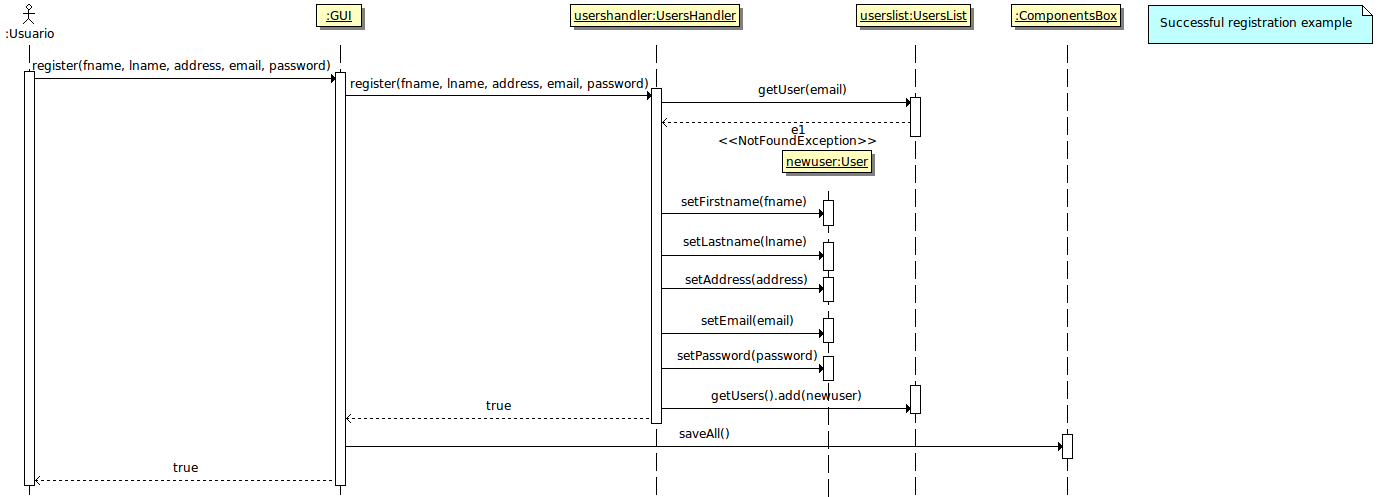 :Usuario
:GUI
usershandler:UsersHandler
userslist:UsersList
:ComponentsBox
Successful registration example
register(fname, lname, address, email, password)
register(fname, lname, address, email, password)
getUser(email)
e1
<<NotFoundException>>
newuser:User
setFirstname(fname)
setLastname(lname)
setAddress(address)
setEmail(email)
setPassword(password)
getUsers().add(newuser)
true
saveAll()
true